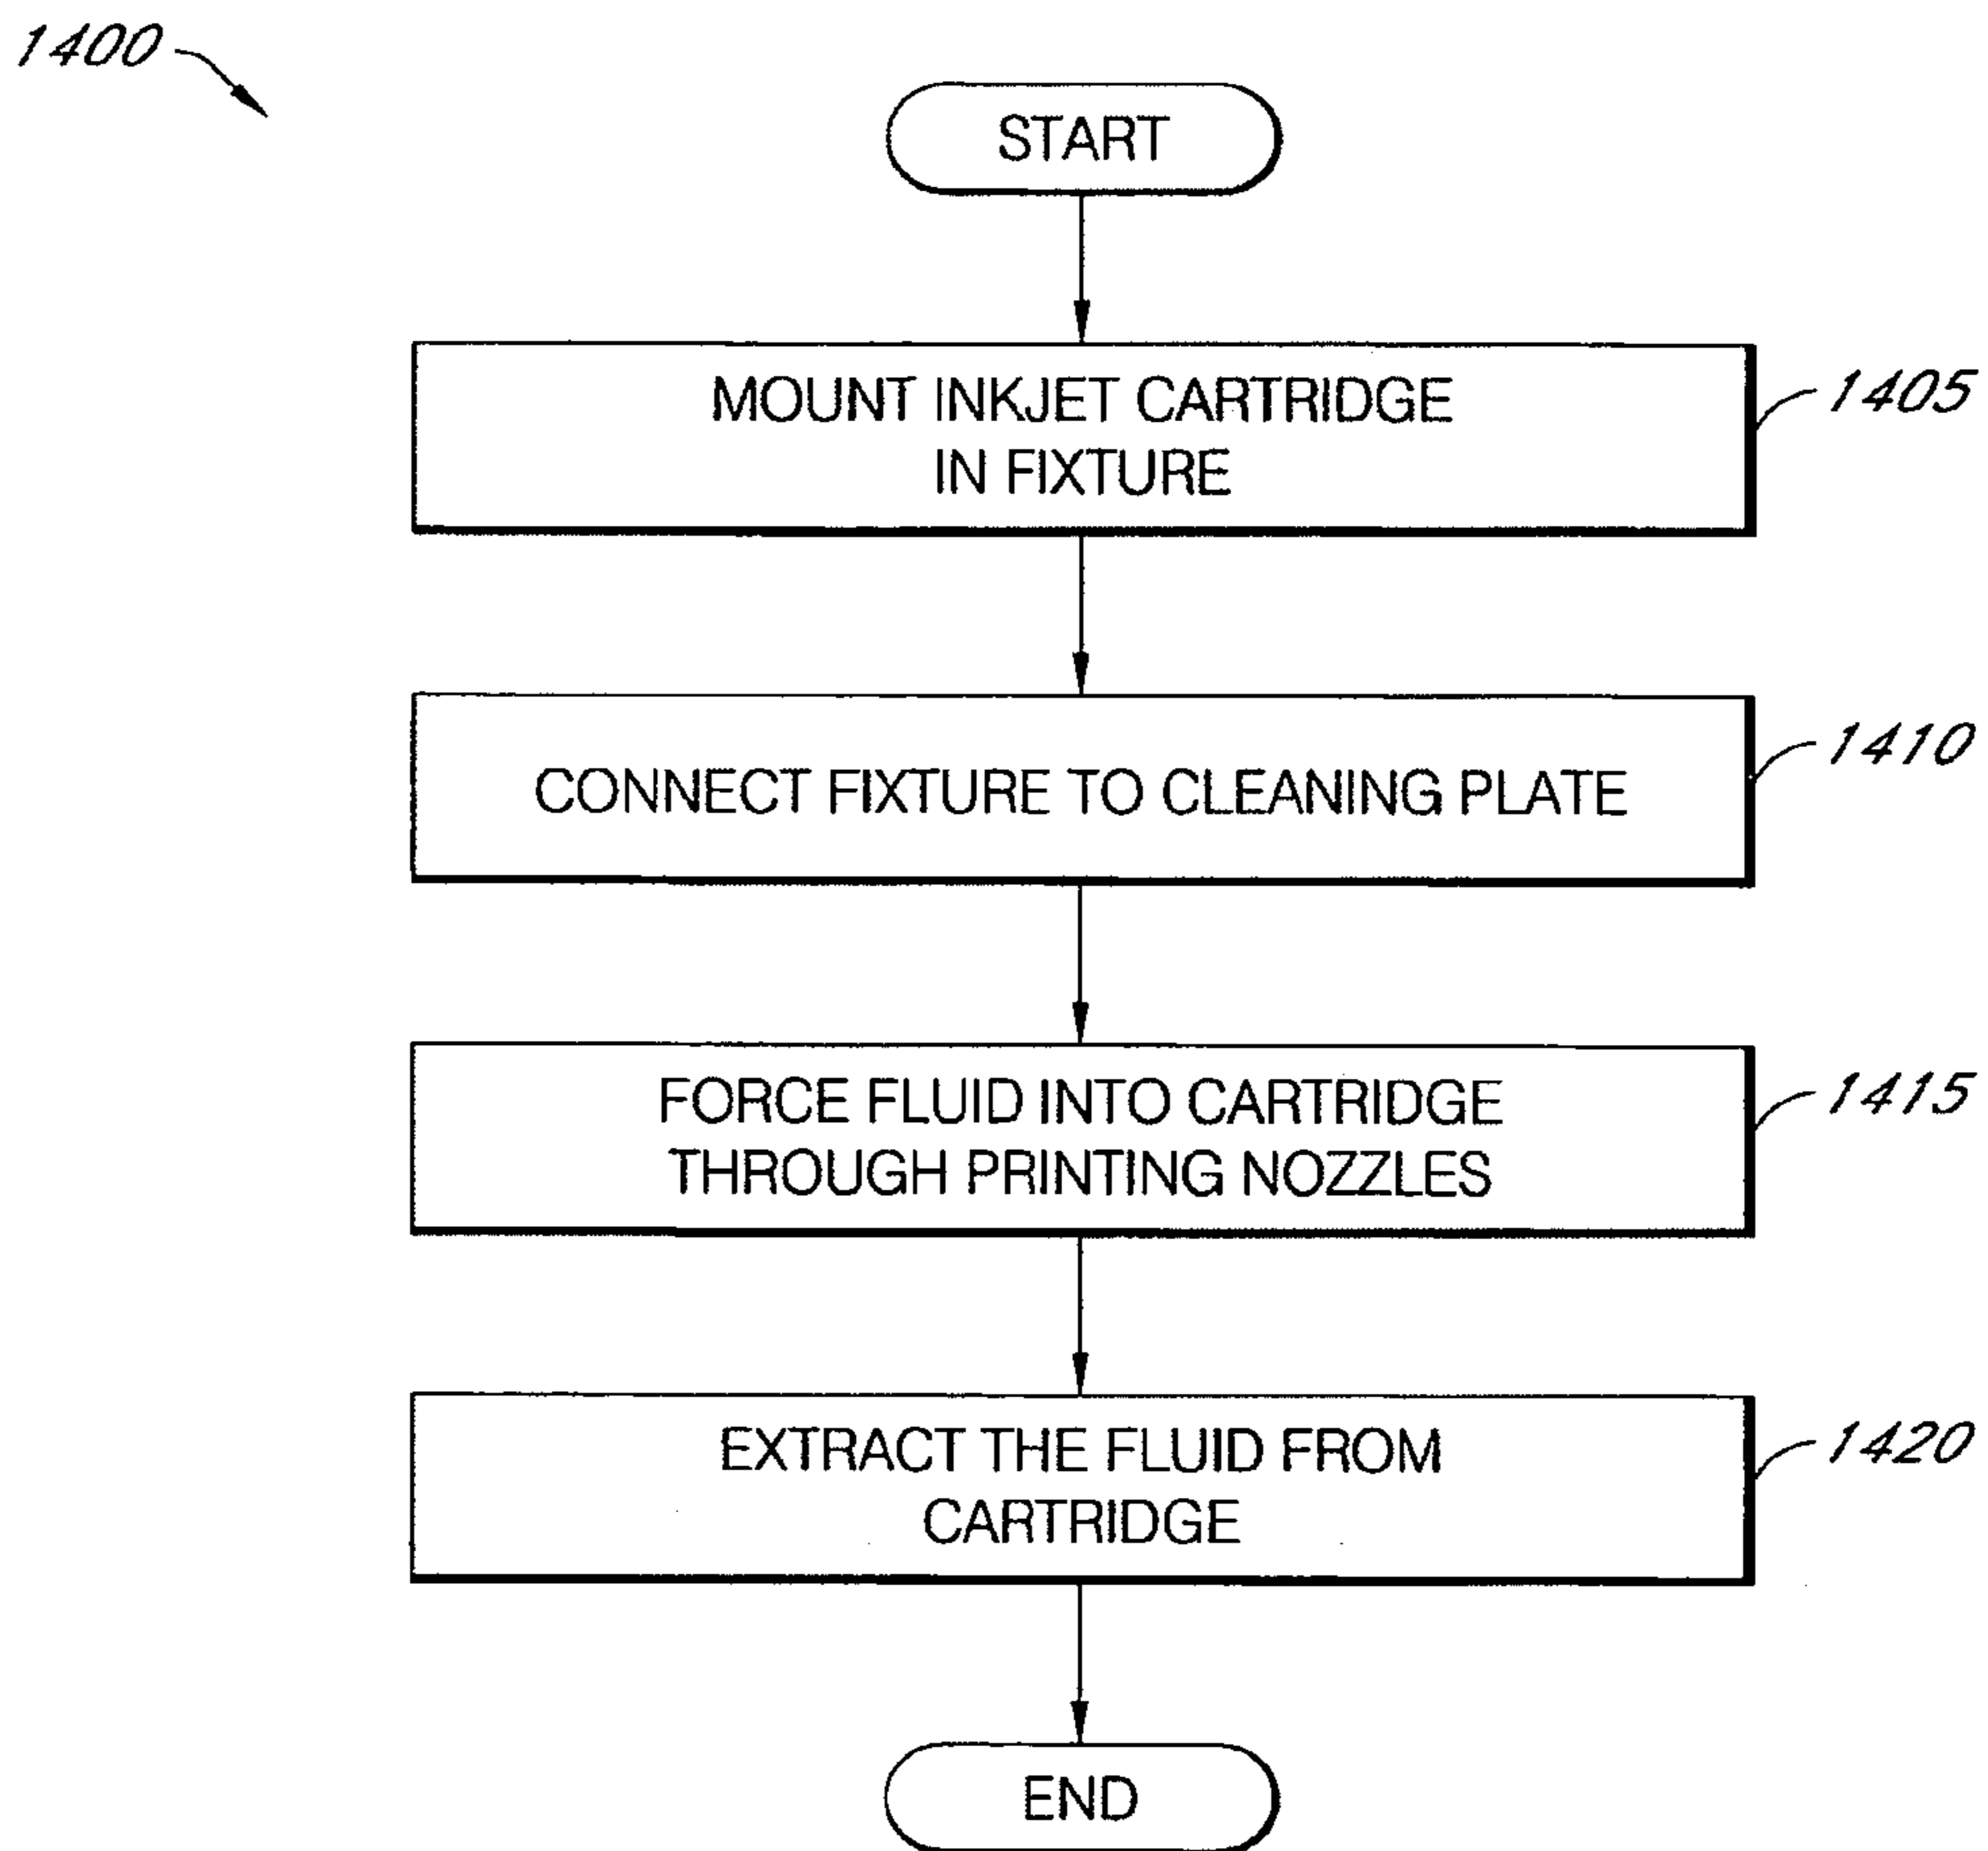 1400
START
MOUNT INKJET CARTRIDGE
IN FIXTURE
1405
CONNECT FIXTURE TO CLEANING PLATE
1410
FORCE FLUID INTO CARTRIDGE
THROUGH PRINTING NOZZLES
1415
EXTRACT THE FLUID FROM
CARTRIDGE
1420
END